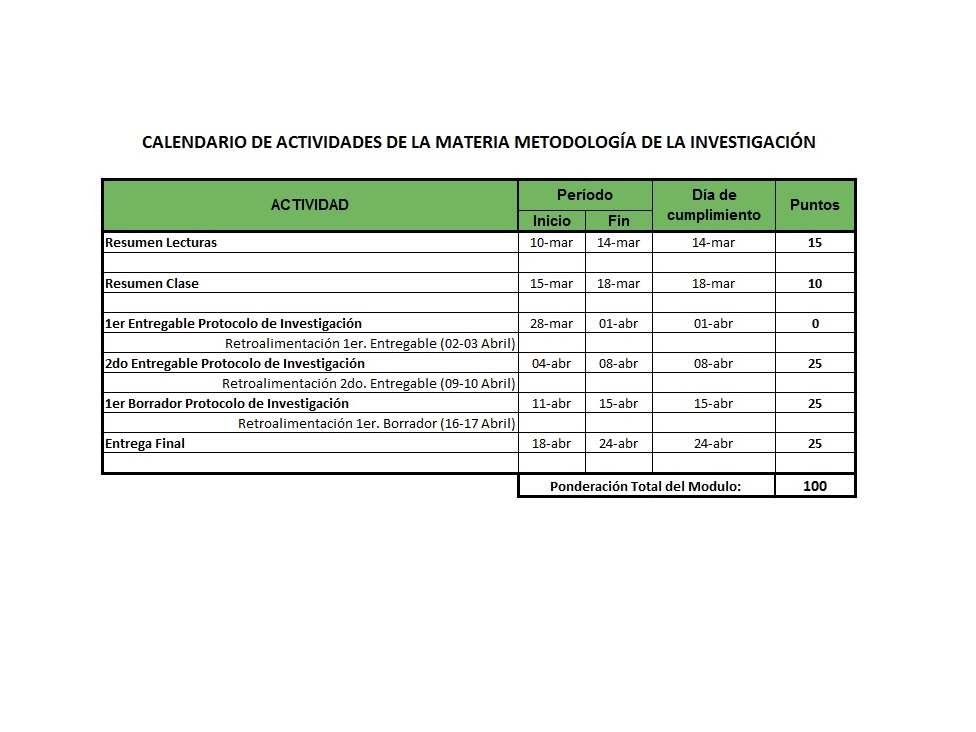 CALENDARIO DE ACTIVIDADES DE LA MATERIA METODOLOGÍA DE LA INVESTIGACIÓN
ACTIVIDAD Período Día de cumplimiento Puntos
Inicio Fin
Resumen Lecturas 10-mar 14-mar 14-mar 15
Resumen Clase 15-mar 18-mar 18-mar 10
1er Entregable Protocolo de Investigación 28-mar 01-abr 01-abr 0
Retroalimentación 1er. Entregable (02-03 Abril)
2do Entregable Protocolo de Investigación 04-abr 08-abr 08-abr 25
Retroalimentación 2do. Entregable (09-10 Abril)
1er Borrador Protocolo de Investigación 11-abr 15-abr 15-abr 25
Retroalimentación 1er. Borrador (16-17 Abril)
Entrega Final 18-abr 24-abr 24-abr 25
Ponderación Total del Modulo: 100